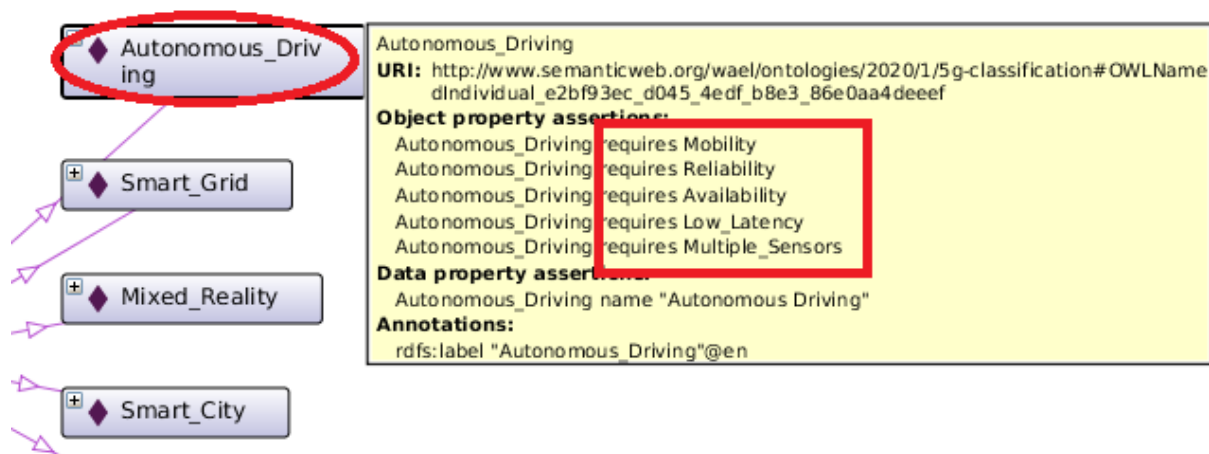 Autonomous_Driv
ing
Smart_Grid
Mixed_Reality
Smart_City
Autonomous_Driving
URI: http://www.semanticweb.org/wael/ontologies/2020/1/5g-classification#OWLName
dIndividual_e2bf93ec_d045_4edf_b8e3_86e0aa4deeef
Object property assertions:
Autonomous_Driving requires Mobility
Autonomous_Driving requires Reliability
Autonomous_Driving requires Availability
Autonomous_Driving requires Low_Latency
Autonomous_Driving requires Multiple_Sensors
Data property assertions:
Autonomous_Driving name "Autonomous Driving"
Annotations:
rdfs:label "Autonomous_Driving"@en